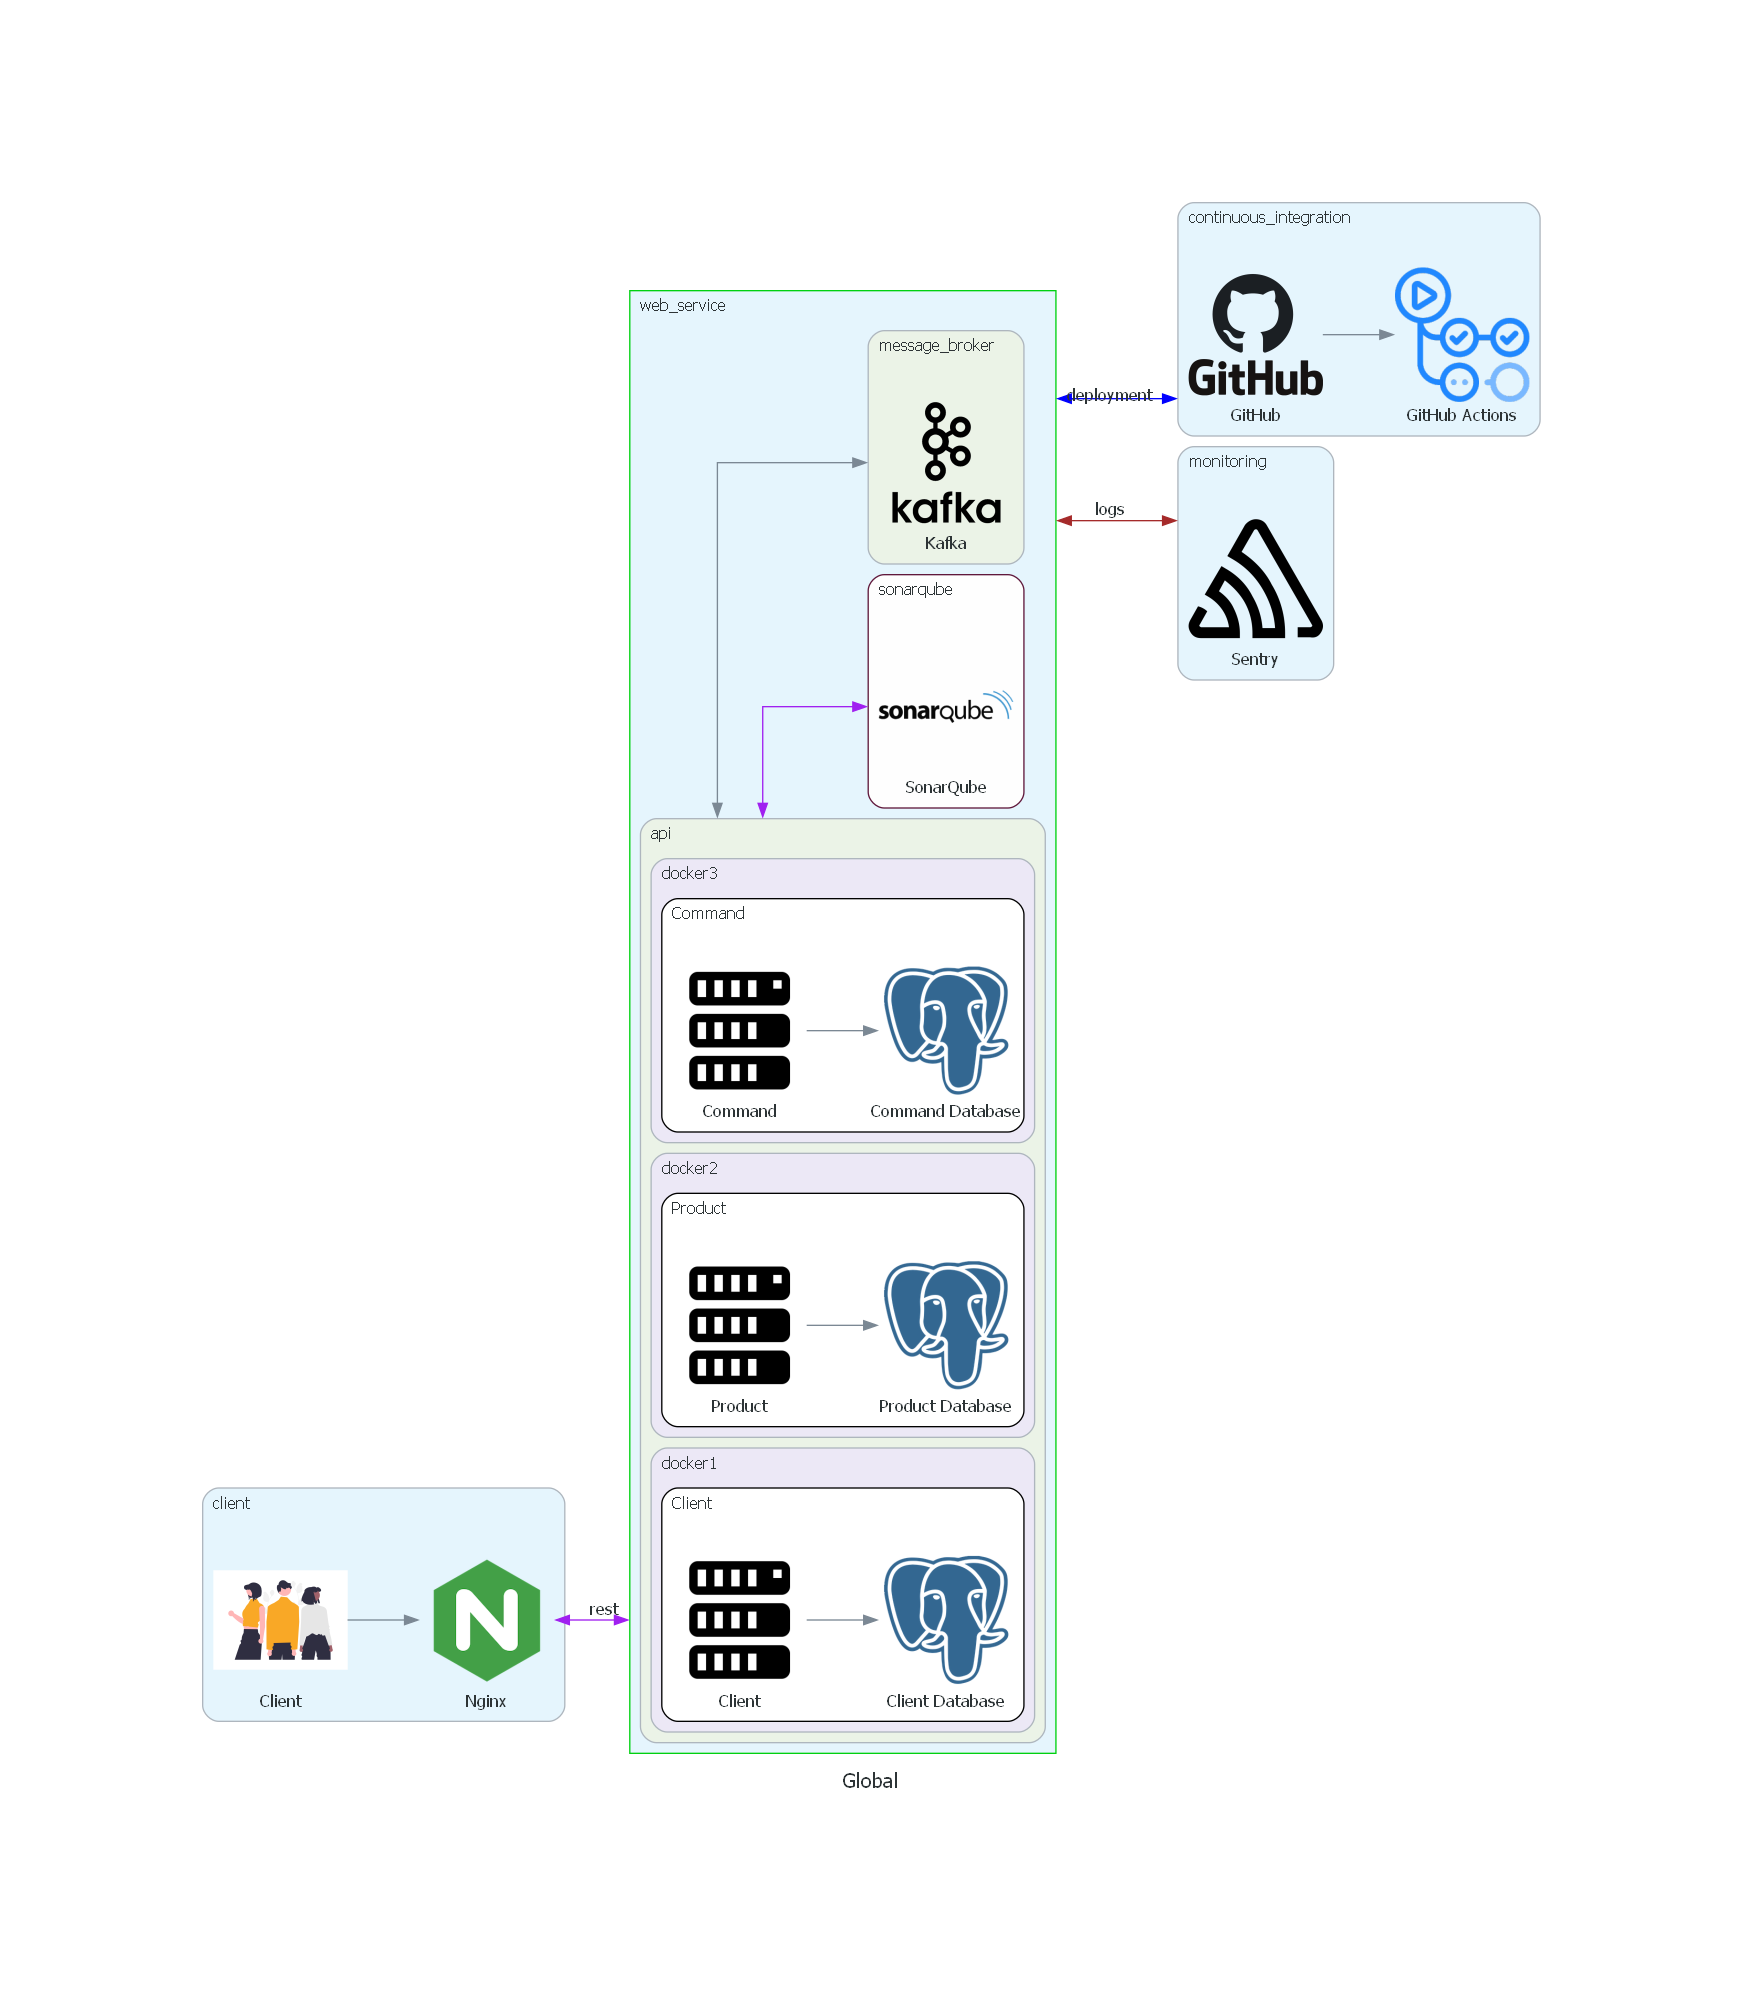 continuous_integration
GitHub
GitHub
GitHub Actions
web_service
message_broker
kafka
Kafka
deployment
monitoring
Sentry
logs
sonarqube
sonarqube
SonarQube
api
docker3
Command
Command
Command Database
docker2
Product
Product
Product Database
docker1
Client
Client
Client Database
client
Client
Nginx
rest
Global